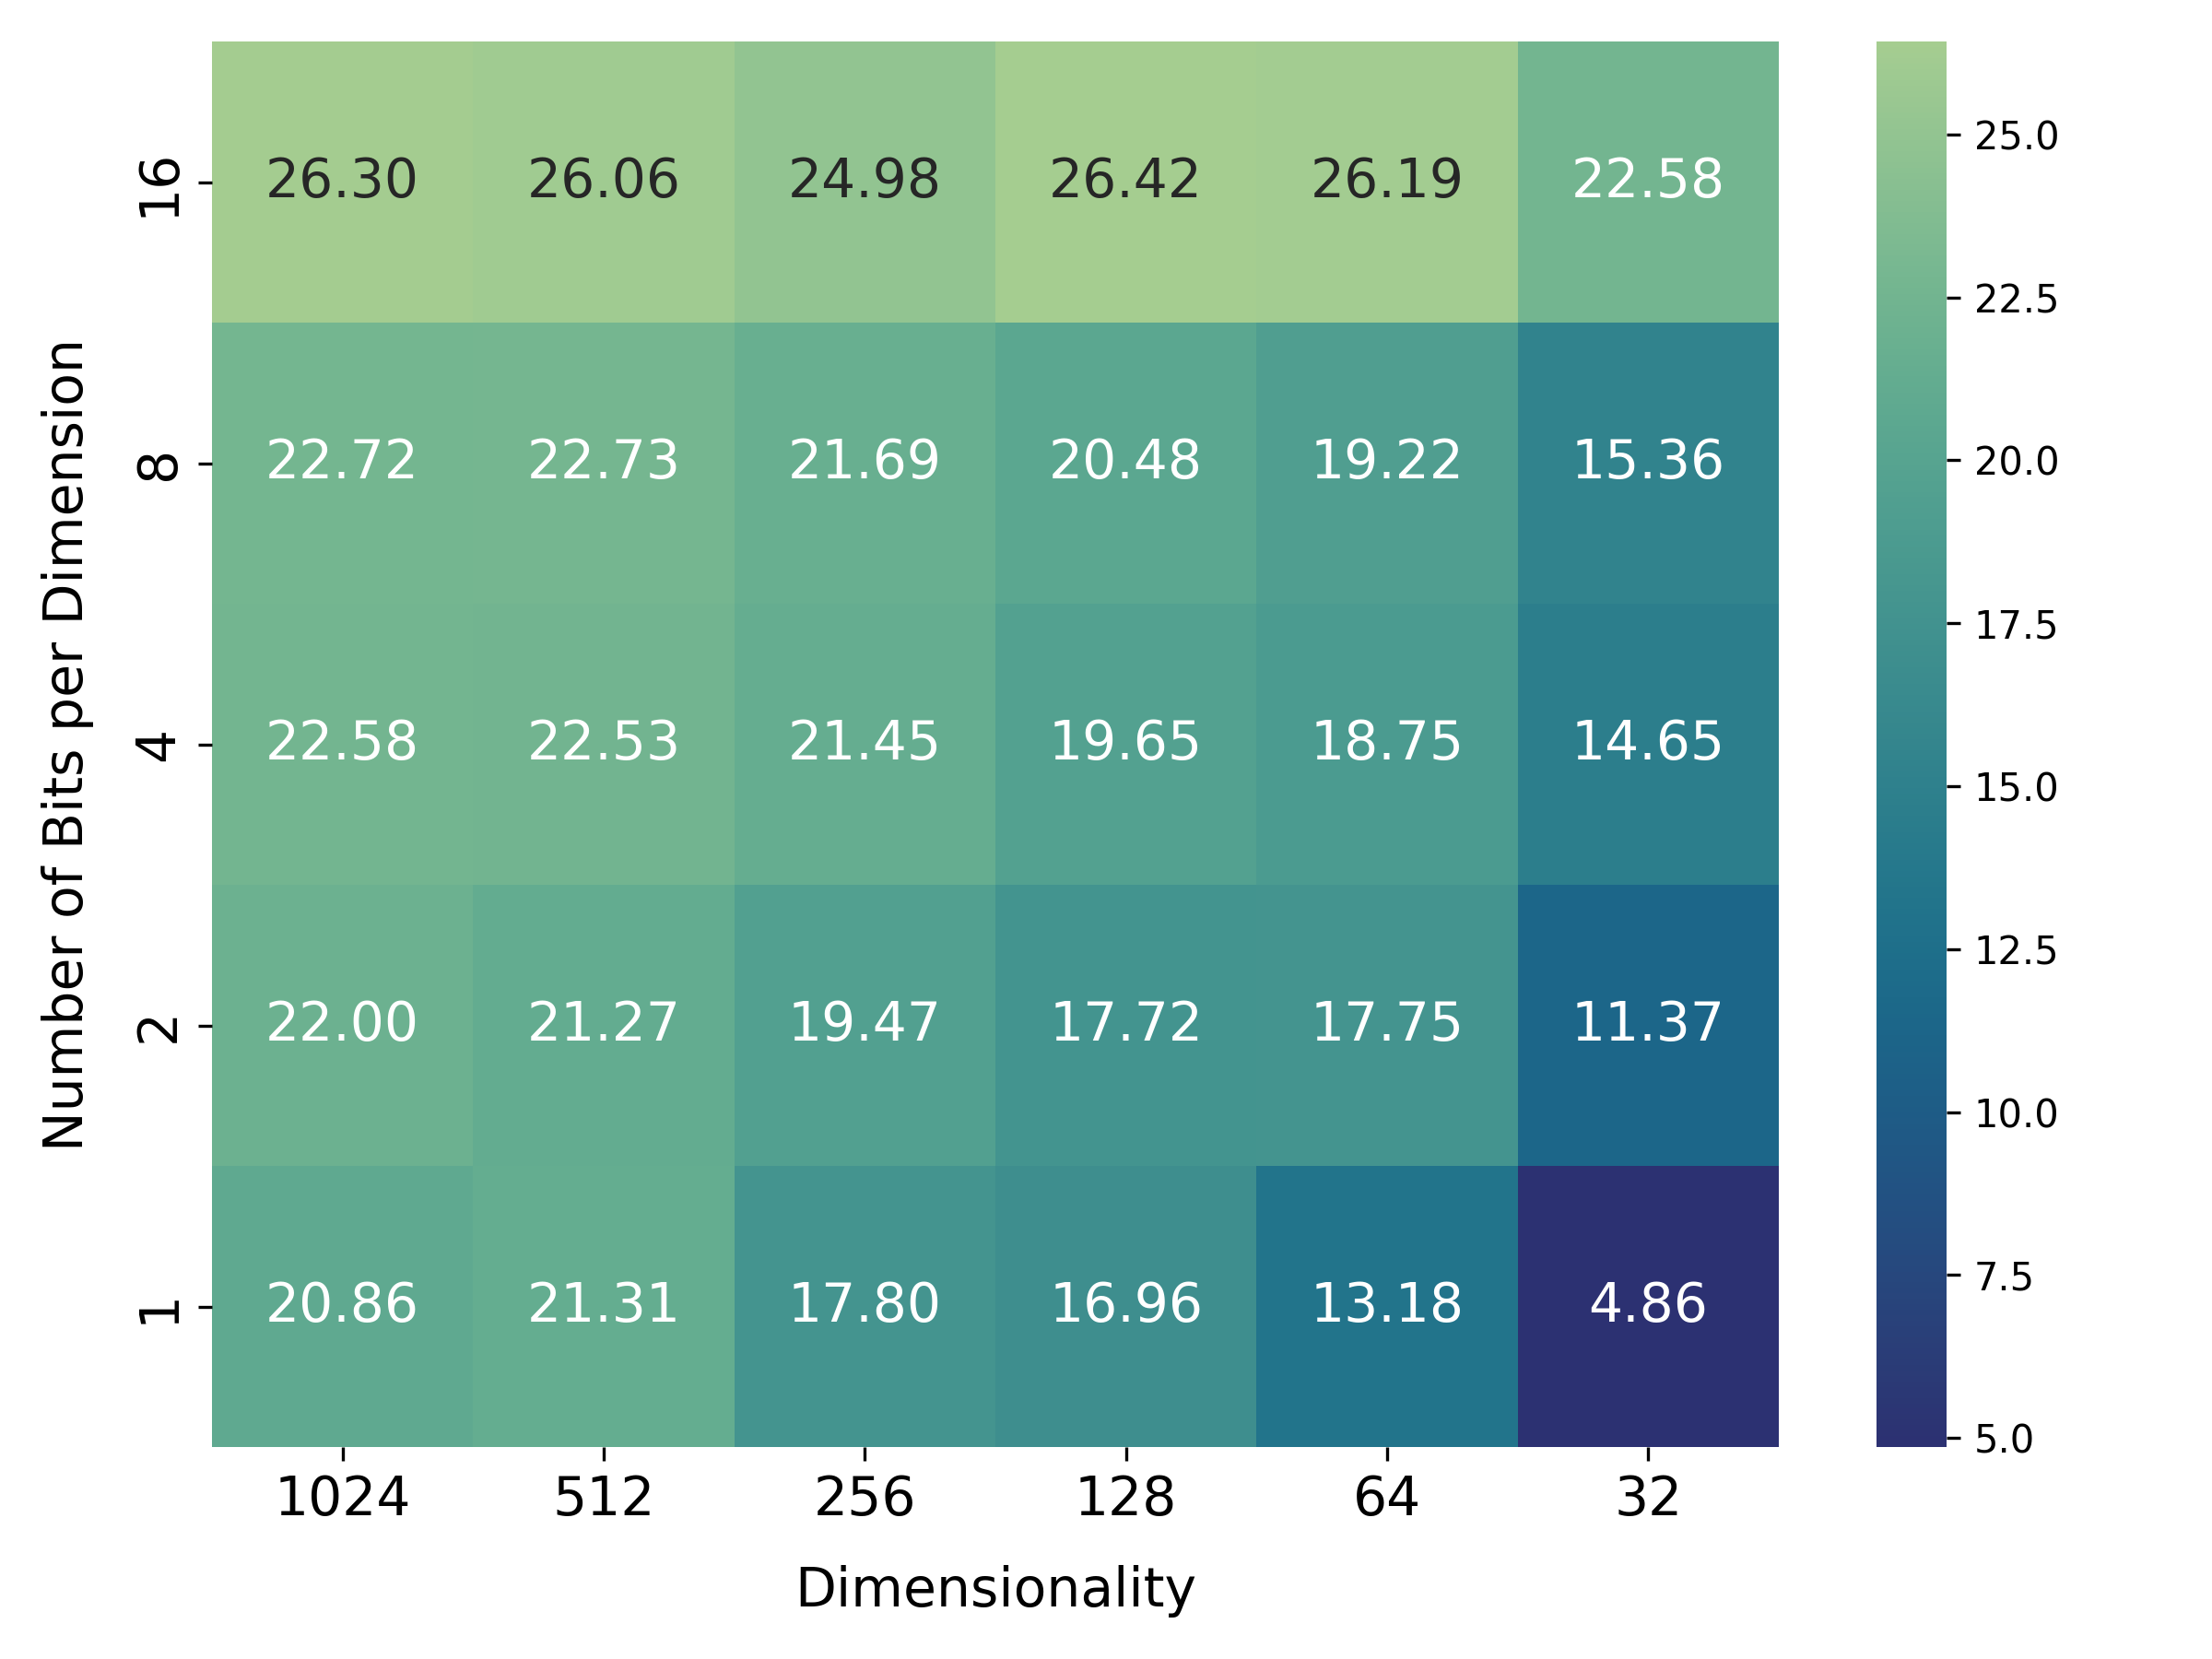 Number of Bits per Dimension
16 26.30 26.06 24.98 26.42 26.19 22.58
8 22.72 22.73 21.69 20.48 19.22 15.36
4 22.58 22.53 21.45 19.65 18.75 14.65
2 22.00 21.27 19.47 17.72 17.75 11.37
1 20.86 21.31 17.80 16.96 13.18 4.86
1024 512 256 128 64 32
Dimensionality
25.0
22.5
20.0
17.5
15.0
12.5
10.0
7.5
5.0